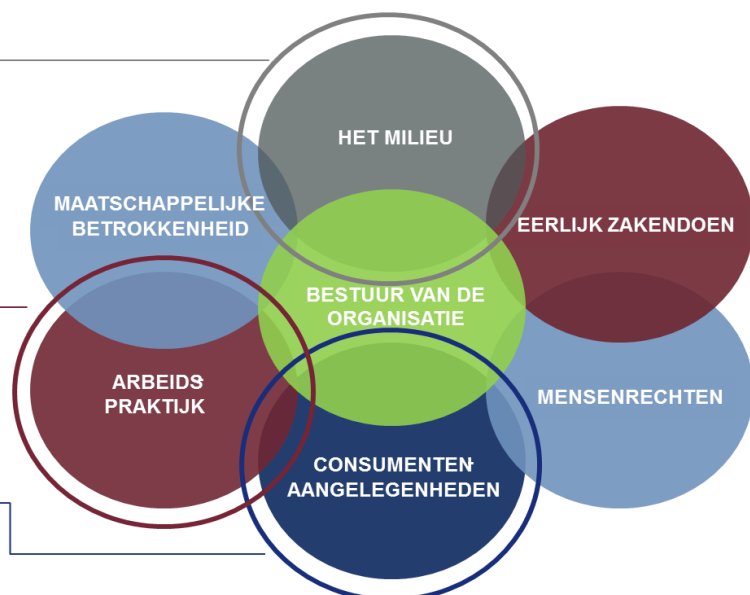 HET MILIEU
MAATSCHAPPELIJKE
BETROKKENHEID
EERLIJK ZAKENDOEN
BESTUUR VAN DE
ORGANISATIE
ARBEIDS-
PRAKTIJK
MENSENRECHTEN
CONSUMENTEN-
AANGELEGENHEDEN